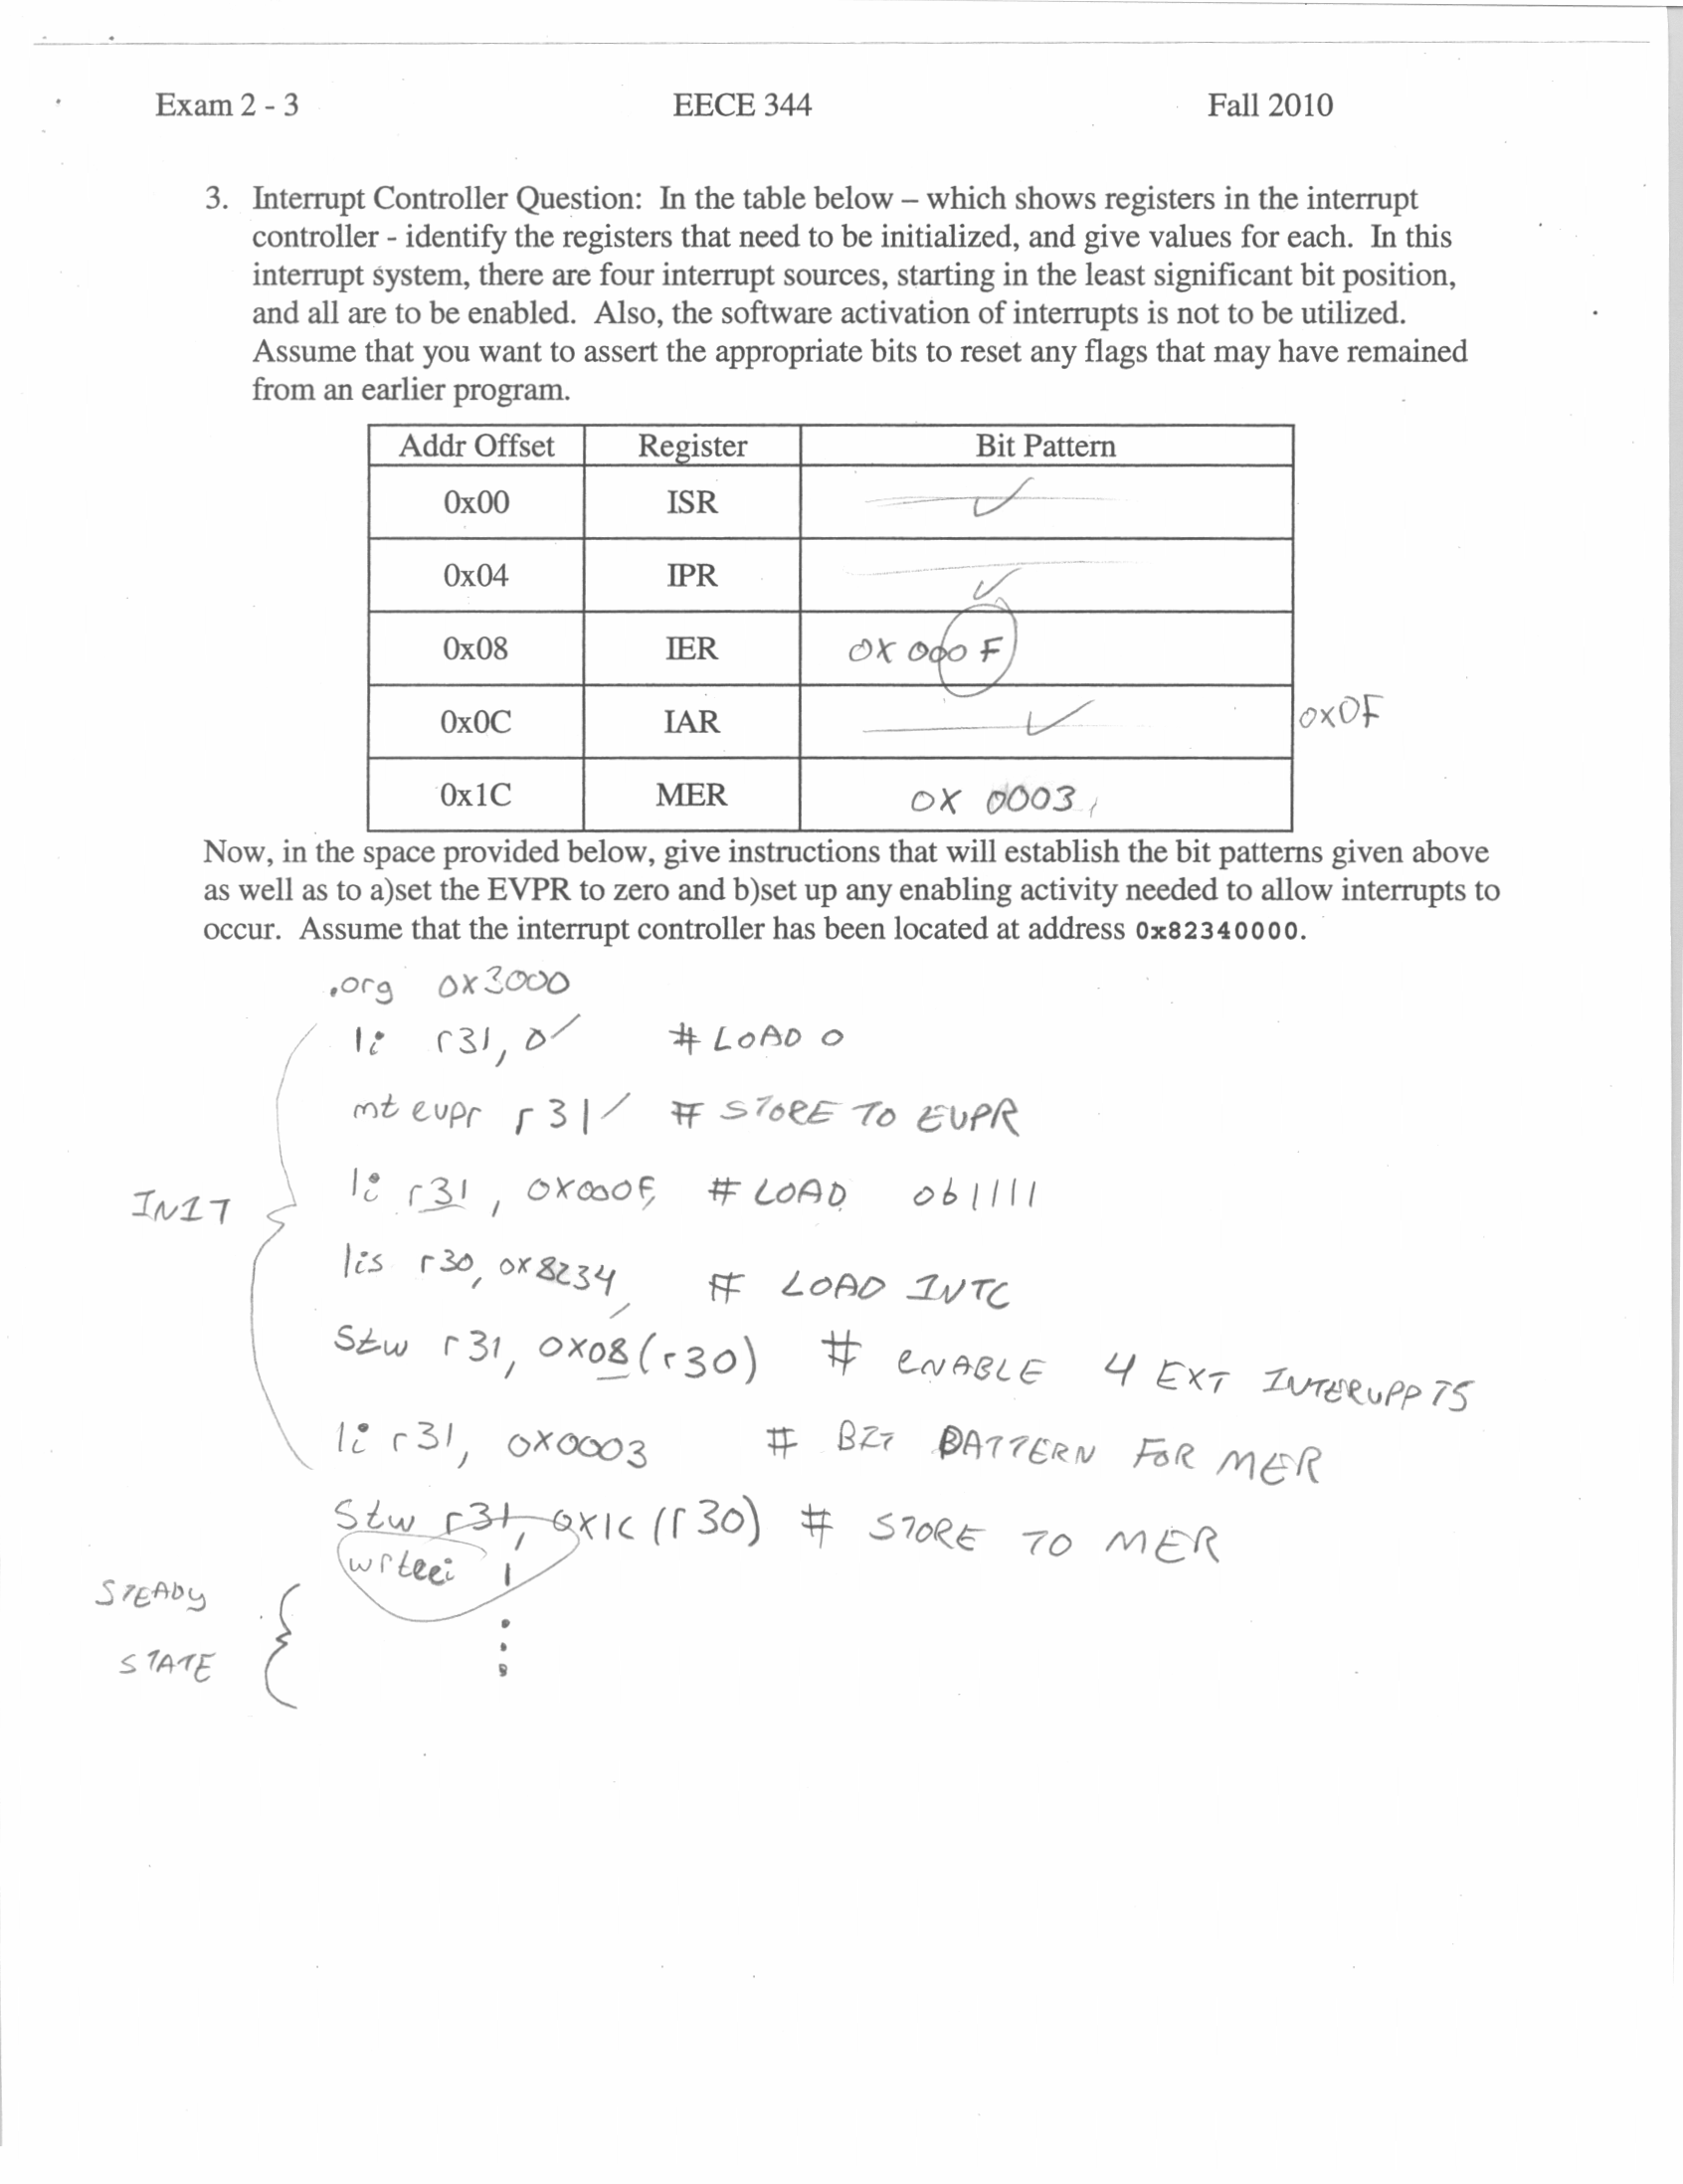 Exam 2 - 3 EECE 344 Fall 2010
3. Interrupt Controller Question: In the table below – which shows registers in the interrupt
controller - identify the registers that need to be initialized, and give values for each. In this
interrupt system, there are four interrupt sources, starting in the least significant bit position,
and all are to be enabled. Also, the software activation of interrupts is not to be utilized.
Assume that you want to assert the appropriate bits to reset any flags that may have remained
from an earlier program.
Addr Offset Register Bit Pattern
0x00 ISR
0x04 IPR
0x08 IER 0x000F
0x0C IAR 0x0F
0x1C MER 0x 0003
Now, in the space provided below, give instructions that will establish the bit patterns given above
as well as to a)set the EVPR to zero and b)set up any enabling activity needed to allow interrupts to
occur. Assume that the interrupt controller has been located at address 0x82340000.
.org 0x3000
li r31, 0 # LOAD 0
mtevpr r31 # STORE TO EVPR
li r31, 0x000F # LOAD 0b1111
INIT
lis r30, 0x8234 # LOAD INTC
Stw r31, 0x08(r30) # ENABLE 4 EXT INTERUPPTS
li r31, 0x0003 # BIT PATTERN FOR MER
Stw r31, 0x1C(r30) # STORE TO MER
wrteei 1
STEADY
STATE